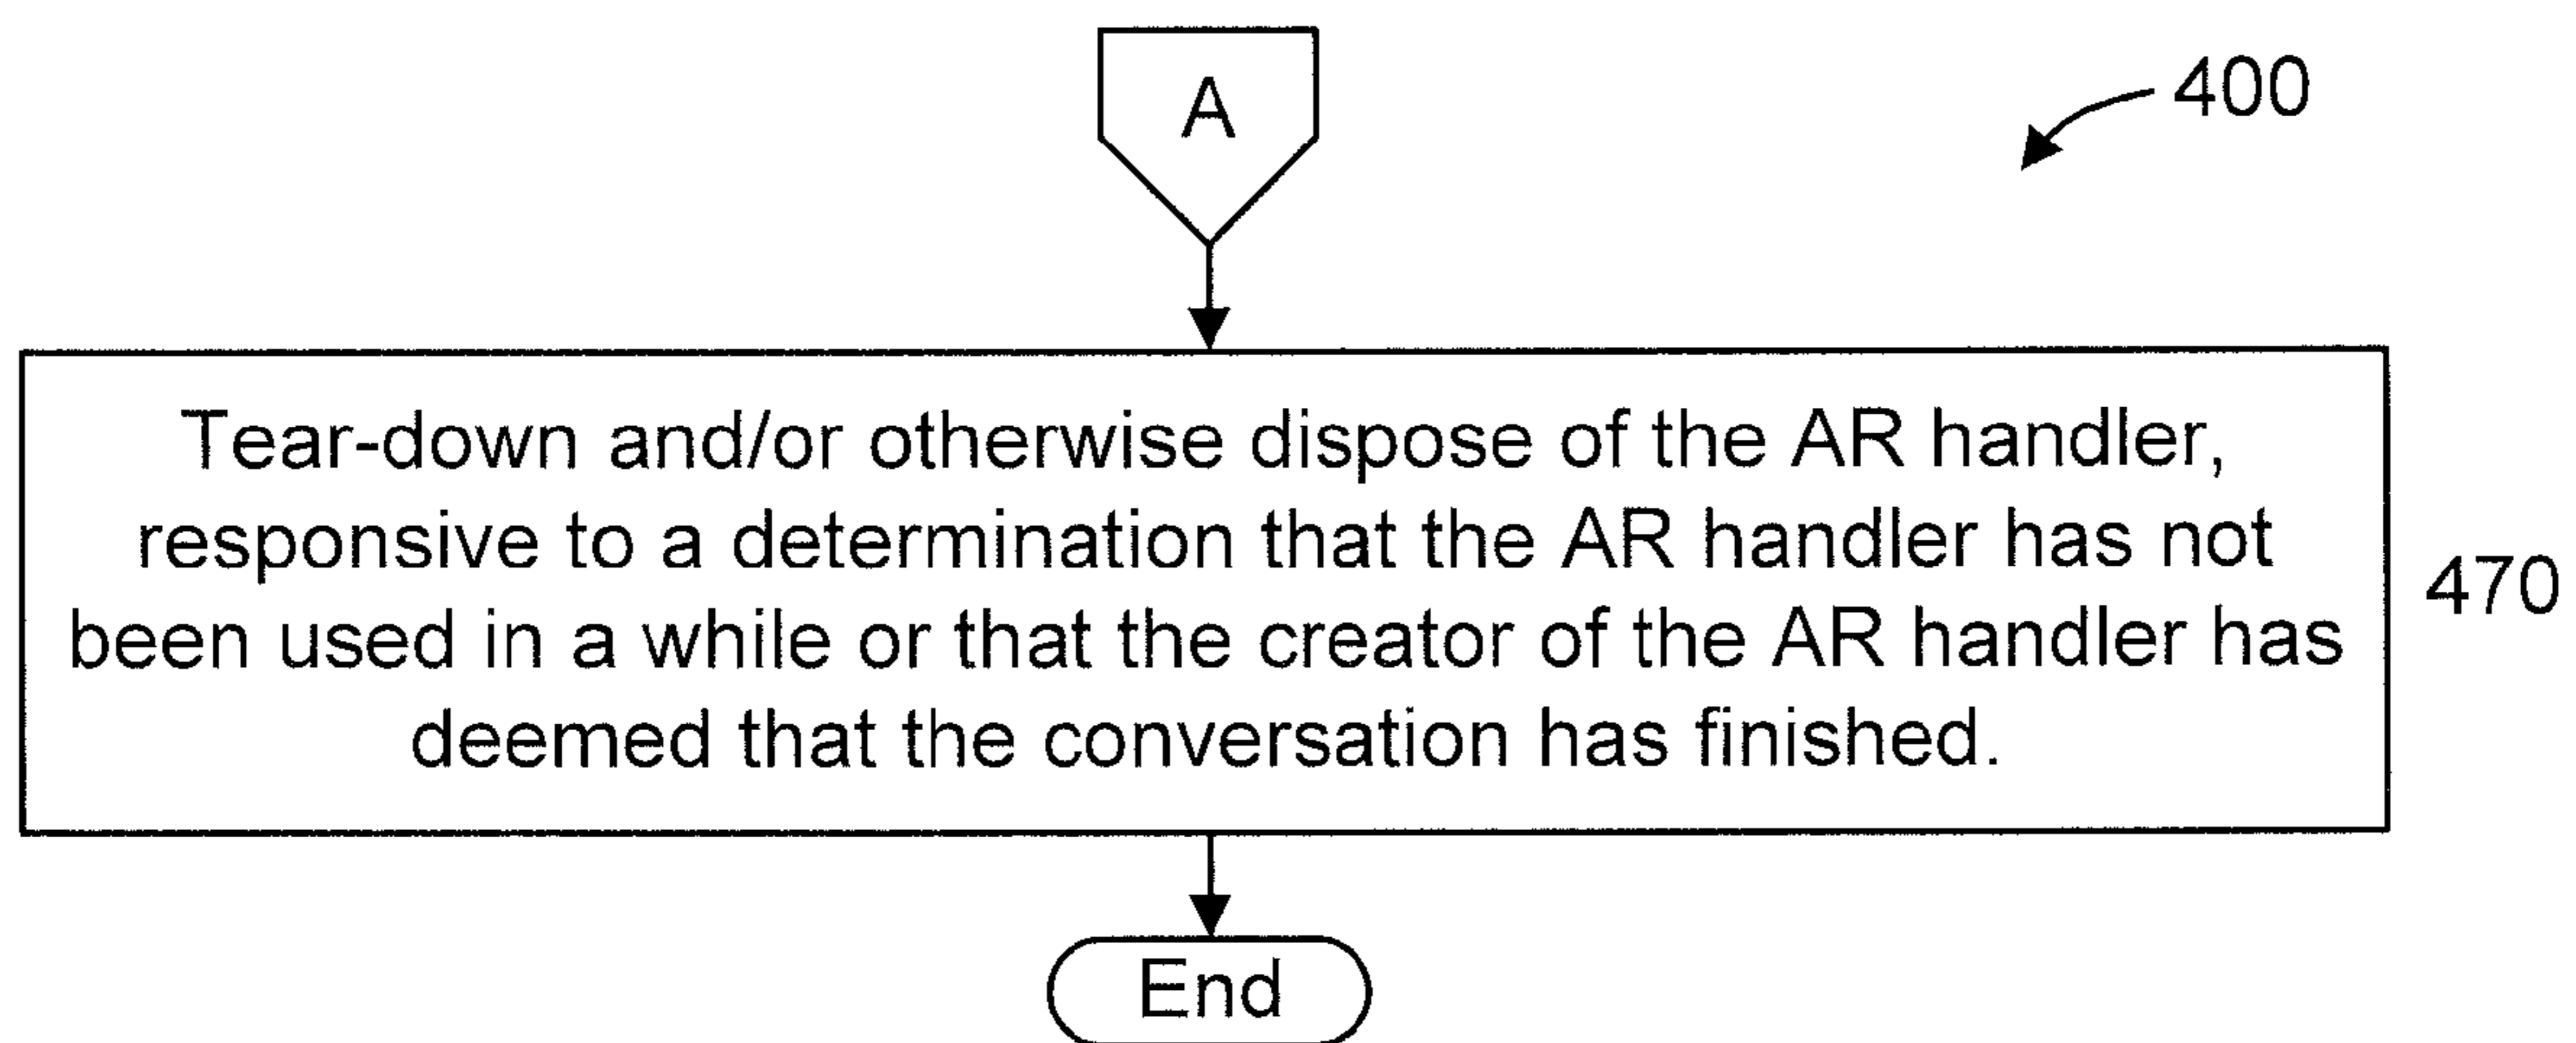 A
400
Tear-down and/or otherwise dispose of the AR handler,
responsive to a determination that the AR handler has not
been used in a while or that the creator of the AR handler has
deemed that the conversation has finished.
470
End